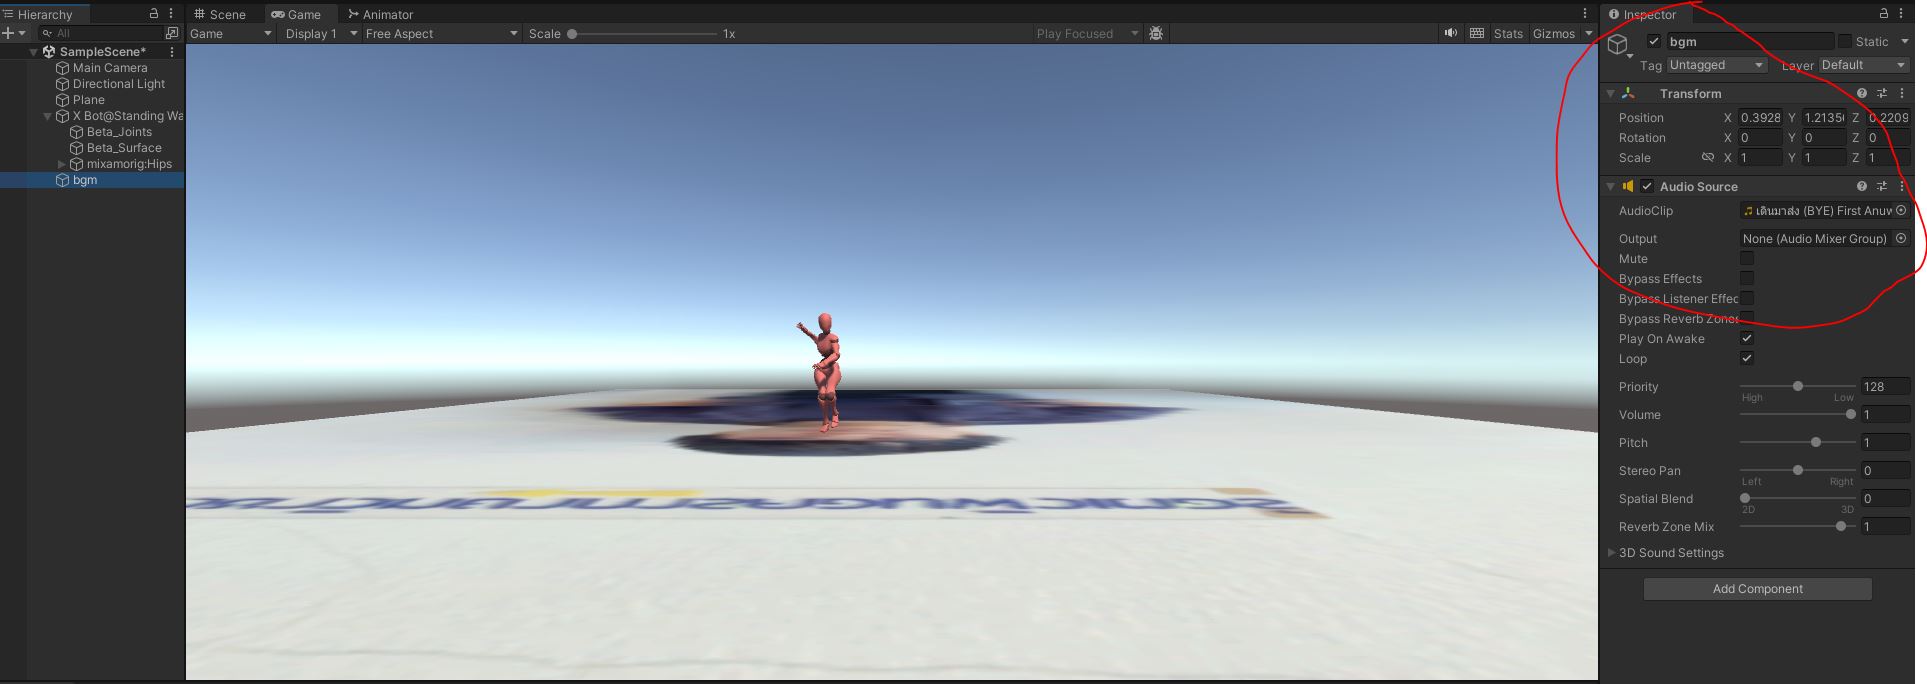 Hierarchy
All
SampleScene*
Main Camera
Directional Light
Plane
X Bot@Standing Wa
Beta_Joints
Beta_Surface
mixamorig:Hips
bgm
Scene Game Animator
Game Display 1 Free Aspect Scale 1x Play Focused Stats Gizmos
Inspector
bgm Static
Tag Untagged Layer Default
Transform
Position X 0.3928 Y 1.2135 Z 0.2209
Rotation X 0 Y 0 Z 0
Scale X 1 Y 1 Z 1
Audio Source
AudioClip เดินมาส่ง (BYE) First Anuw
Output None (Audio Mixer Group)
Mute
Bypass Effects
Bypass Listener Effec
Bypass Reverb Zone
Play On Awake
Loop
Priority 128
High Low
Volume 1
Pitch 1
Stereo Pan 0
Left Right
Spatial Blend 0
2D 3D
Reverb Zone Mix 1
3D Sound Settings
Add Component